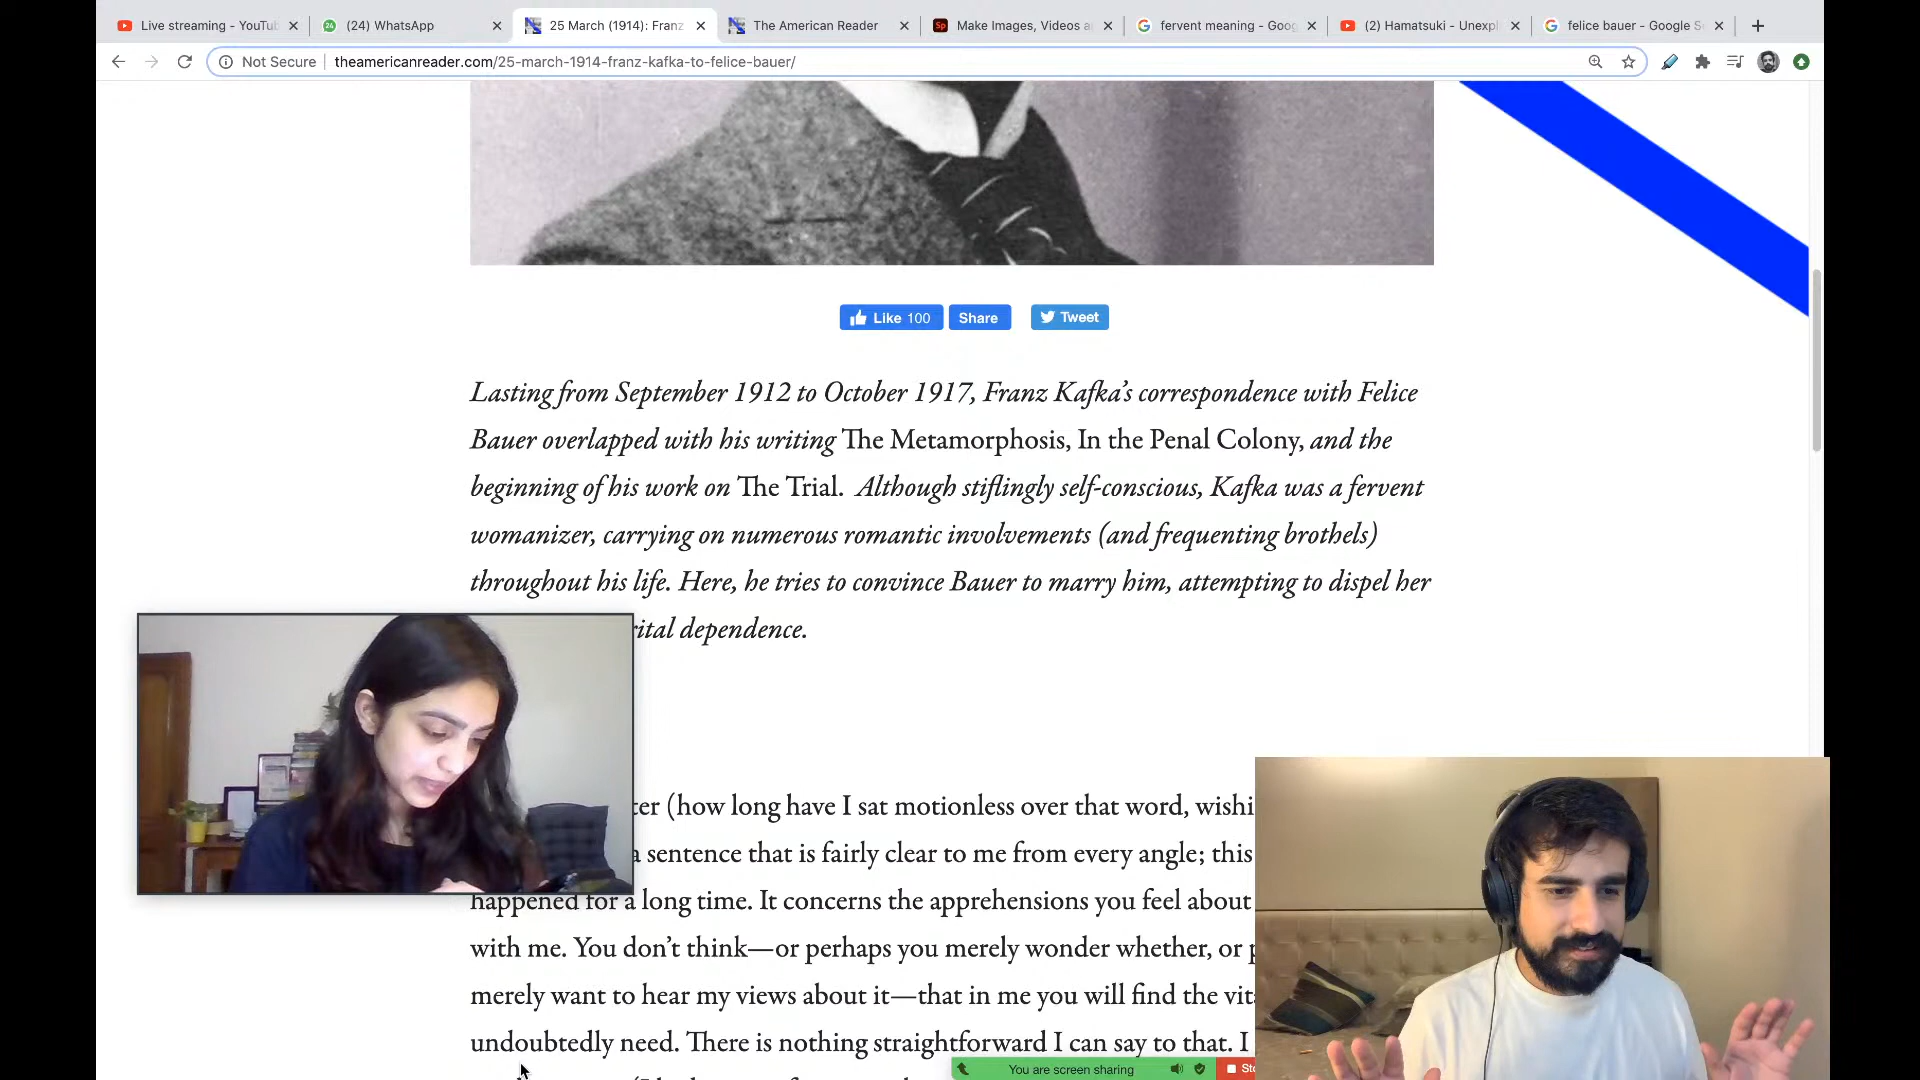 Live streaming - YouTu
(24) WhatsApp
25 March (1914): Franz
The American Reader
Make Images, Videos a
fervent meaning - Goog
(2) Hamatsuki - Unexpl
felice bauer - Google S
Not Secure
theamericanreader.com/25-march-1914-franz-kafka-to-felice-bauer/
Like 100
Share
Tweet
Lasting from September 1912 to October 1917, Franz Kafka’s correspondence with Felice
Bauer overlapped with his writing The Metamorphosis, In the Penal Colony, and the
beginning of his work on The Trial. Although stiflingly self-conscious, Kafka was a fervent
womanizer, carrying on numerous romantic involvements (and frequenting brothels)
throughout his life. Here, he tries to convince Bauer to marry him, attempting to dispel her
rital dependence.
ter (how long have I sat motionless over that word, wishi
a sentence that is fairly clear to me from every angle; this
happened for a long time. It concerns the apprehensions you feel about
with me. You don’t think—or perhaps you merely wonder whether, or p
merely want to hear my views about it—that in me you will find the vit
undoubtedly need. There is nothing straightforward I can say to that. I
You are screen sharing
Sto